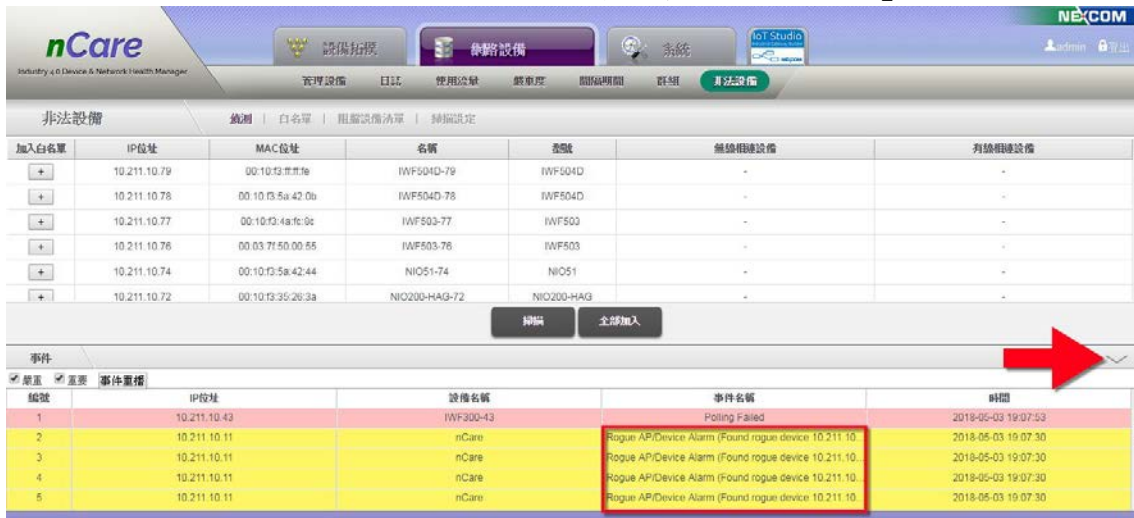 NEXCOM
nCare
Industry 4.0 Device & Network Health Manager
設備拓樸 網路設備 系統 IoT Studio
admin 登出
管理設備 日誌 使用流量 嚴重度 間隔期間 群組 非法設備
非法設備 偵測 | 白名單 | 阻斷設備清單 | 掃描設定
加入白名單 IP位址 MAC位址 名稱 型號 無線相連設備 有線相連設備
+ 10.211.10.79 00:10:f3:ff:ff:fe IWF504D-79 IWF504D - -
+ 10.211.10.78 00:10:f3:5a:42:0b IWF504D-78 IWF504D - -
+ 10.211.10.77 00:10:f3:4a:fc:9c IWF503-77 IWF503 - -
+ 10.211.10.76 00:03:7f:50:00:55 IWF503-76 IWF503 - -
+ 10.211.10.74 00:10:f3:5a:42:44 NIO51-74 NIO51 - -
+ 10.211.10.72 00:10:f3:35:26:3a NIO200-HAG-72 NIO200-HAG - -
掃描 全部加入
事件
嚴重 重要 事件重播
編號 IP位址 設備名稱 事件名稱 時間
1 10.211.10.43 IWF300-43 Polling Failed 2018-05-03 19:07:53
2 10.211.10.11 nCare Rogue AP/Device Alarm (Found rogue device 10.211.10... 2018-05-03 19:07:30
3 10.211.10.11 nCare Rogue AP/Device Alarm (Found rogue device 10.211.10... 2018-05-03 19:07:30
4 10.211.10.11 nCare Rogue AP/Device Alarm (Found rogue device 10.211.10... 2018-05-03 19:07:30
5 10.211.10.11 nCare Rogue AP/Device Alarm (Found rogue device 10.211.10... 2018-05-03 19:07:30